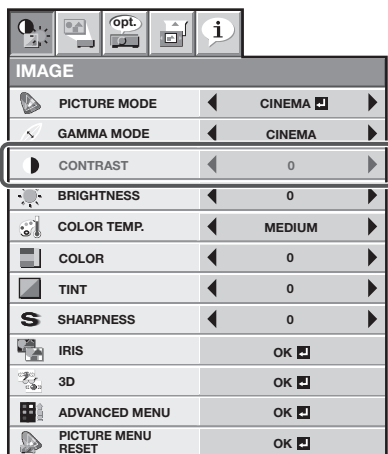 opt.
i
IMAGE
PICTURE MODE CINEMA
GAMMA MODE CINEMA
CONTRAST 0
BRIGHTNESS 0
COLOR TEMP. MEDIUM
COLOR 0
TINT 0
S SHARPNESS 0
IRIS OK
3D OK
ADVANCED MENU OK
PICTURE MENU
RESET OK